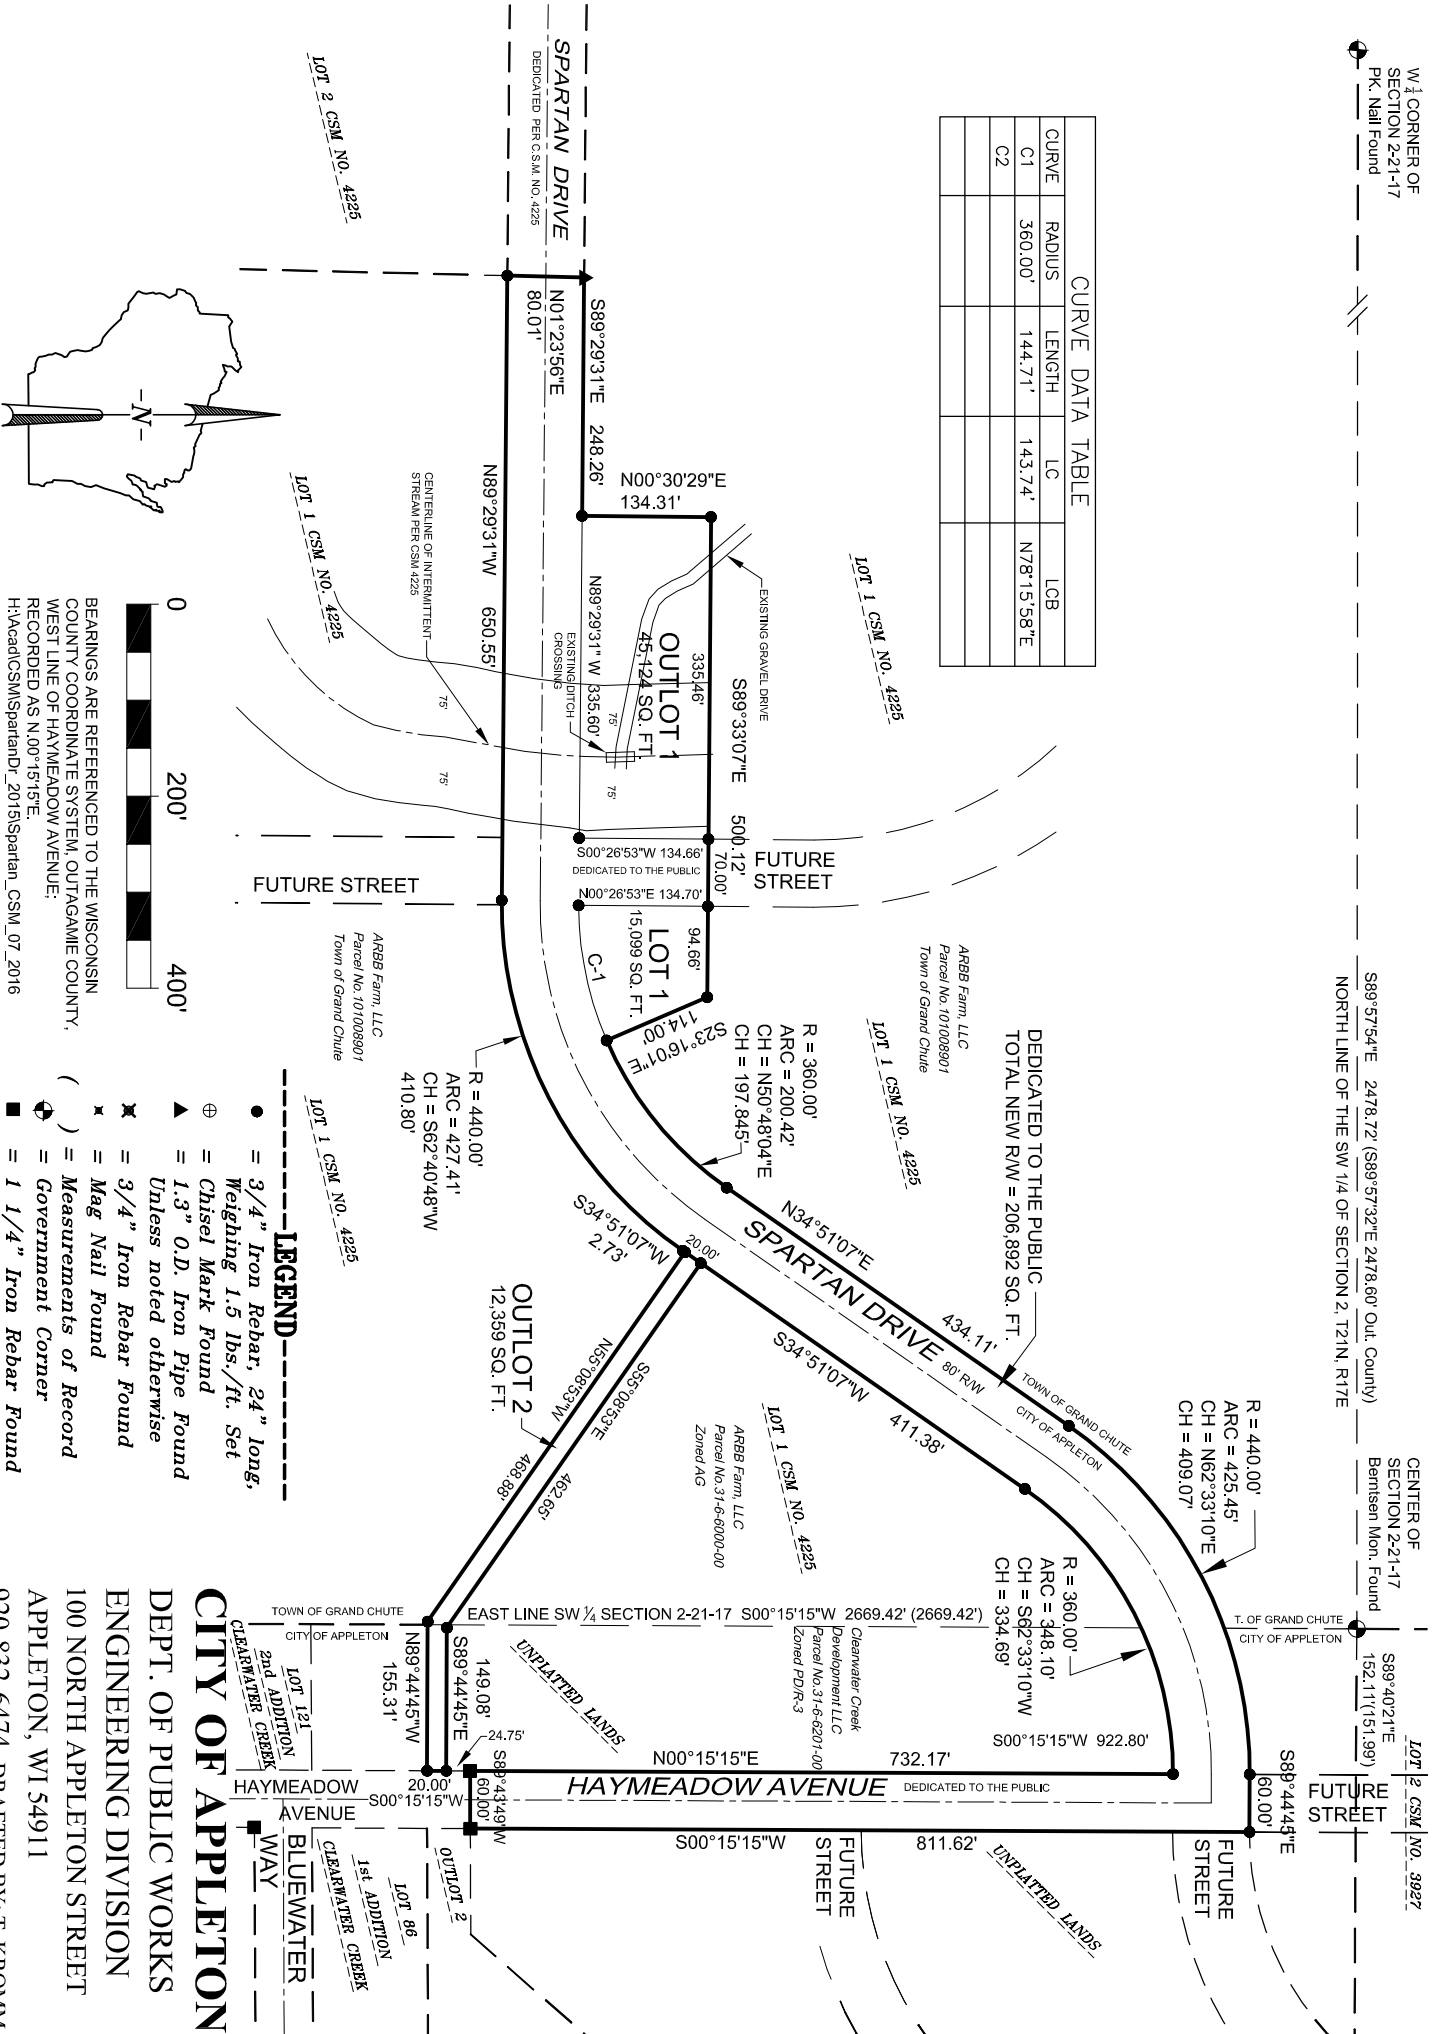 W 1/4 CORNER OF
SECTION 2-21-17
PK. Nail Found
S89°57'54"E 2478.72' (S89°57'32"E 2478.60' Out. County)
NORTH LINE OF THE SW 1/4 OF SECTION 2, T21N, R17E
CENTER OF
SECTION 2-21-17
Berntsen Mon. Found
S89°40'21"E
152.11'(151.99')
LOT 2 CSM NO. 3927
CURVE DATA TABLE
CURVE RADIUS LENGTH LC LCB
C1 360.00' 144.71' 143.74' N78°15'58"E
C2
T. OF GRAND CHUTE
CITY OF APPLETON
R = 440.00'
ARC = 425.45'
CH = N62°33'10"E
CH = 409.07'
S89°44'45"E
60.00'
FUTURE
STREET
FUTURE
STREET
FUTURE
STREET
DEDICATED TO THE PUBLIC
TOTAL NEW R/W = 206,892 SQ. FT.
ARBB Farm, LLC
Parcel No.101008901
Town of Grand Chute
LOT 1 CSM NO. 4225
LOT 1 CSM NO. 4225
TOWN OF GRAND CHUTE
CITY OF APPLETON
R = 360.00'
ARC = 348.10'
CH = S62°33'10"W
CH = 334.69'
S00°15'15"W 922.80'
UNPLATTED LANDS
N34°51'07"E 434.11'
SPARTAN DRIVE 80' R/W
S34°51'07"W 411.38'
R = 360.00'
ARC = 200.42'
CH = N50°48'04"E
CH = 197.845'
EXISTING GRAVEL DRIVE
S89°33'07"E 500.12'
FUTURE
STREET
335.46'
70.00'
94.66'
OUTLOT 1
45,124 SQ. FT.
LOT 1
15,099 SQ. FT.
S23°16'01"E
114.00'
C-1
N00°30'29"E
134.31'
S00°26'53"W 134.66'
DEDICATED TO THE PUBLIC
N00°26'53"E 134.70'
N89°29'31" W 335.60'
EXISTING DITCH
CROSSING
75'
75'
75'
75'
SPARTAN DRIVE
DEDICATED PER C.S.M. NO. 4225
S89°29'31"E 248.26'
N01°23'56"E
80.01'
N89°29'31"W 650.55'
CENTERLINE OF INTERMITTENT
STREAM PER CSM 4225
LOT 2 CSM NO. 4225
LOT 1 CSM NO. 4225
FUTURE STREET
ARBB Farm, LLC
Parcel No.101008901
Town of Grand Chute
LOT 1 CSM NO. 4225
R = 440.00'
ARC = 427.41'
CH = S62°40'48"W
410.80'
S34°51'07"W
2.73'
20.00'
OUTLOT 2
12,359 SQ. FT.
N55°08'53"W 468.88'
S55°08'53"E 462.65'
LOT 1 CSM NO. 4225
ARBB Farm, LLC
Parcel No.31-6-6000-00
Zoned AG
EAST LINE SW 1/4 SECTION 2-21-17 S00°15'15"W 2669.42' (2669.42')
Clearwater Creek
Development LLC
Parcel No.31-6-6201-00
Zoned PD/R-3
UNPLATTED LANDS
N00°15'15"E 732.17'
HAYMEADOW AVENUE DEDICATED TO THE PUBLIC
S00°15'15"W 811.62'
TOWN OF GRAND CHUTE
CITY OF APPLETON
149.08'
S89°44'45"E
N89°44'45"W
155.31'
24.75'
S89°43'49"W
60.00'
20.00'
S00°15'15"W
HAYMEADOW
AVENUE
LOT 121
2nd ADDITION
CLEARWATER CREEK
OUTLOT 2
LOT 86
1st ADDITION
CLEARWATER CREEK
BLUEWATER
WAY
-N-
0 200' 400'
BEARINGS ARE REFERENCED TO THE WISCONSIN
COUNTY COORDINATE SYSTEM, OUTAGAMIE COUNTY,
WEST LINE OF HAYMEADOW AVENUE;
RECORDED AS N.00°15'15"E.
H:\Acad\CSM\SpartanDr_2015\Spartan_CSM_07_2016
LEGEND
= 3/4" Iron Rebar, 24" long,
Weighing 1.5 lbs./ft. Set
= Chisel Mark Found
= 1.3" O.D. Iron Pipe Found
Unless noted otherwise
= 3/4" Iron Rebar Found
= Mag Nail Found
( ) = Measurements of Record
= Government Corner
= 1 1/4" Iron Rebar Found
CITY OF APPLETON
DEPT. OF PUBLIC WORKS
ENGINEERING DIVISION
100 NORTH APPLETON STREET
APPLETON, WI 54911
920-832-6474 DRAFTED BY: T. KROMM